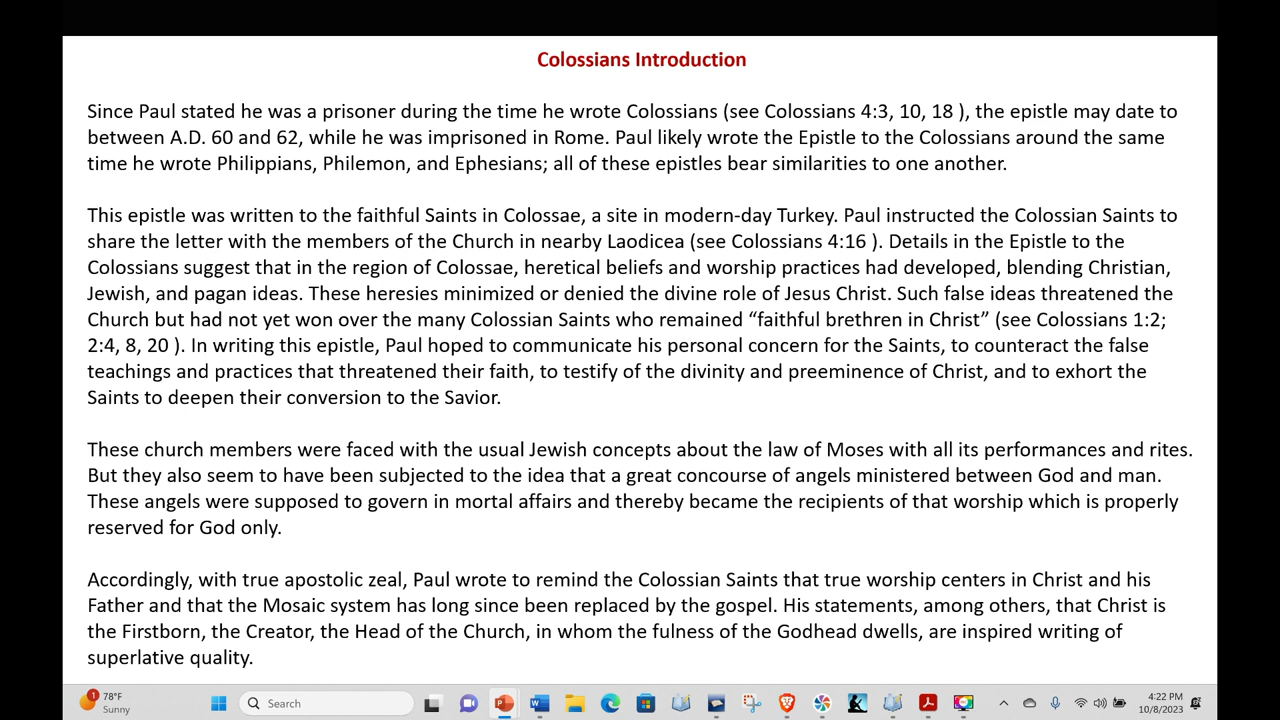 Colossians Introduction
Since Paul stated he was a prisoner during the time he wrote Colossians (see Colossians 4:3, 10, 18 ), the epistle may date to
between A.D. 60 and 62, while he was imprisoned in Rome. Paul likely wrote the Epistle to the Colossians around the same
time he wrote Philippians, Philemon, and Ephesians; all of these epistles bear similarities to one another.
This epistle was written to the faithful Saints in Colossae, a site in modern-day Turkey. Paul instructed the Colossian Saints to
share the letter with the members of the Church in nearby Laodicea (see Colossians 4:16 ). Details in the Epistle to the
Colossians suggest that in the region of Colossae, heretical beliefs and worship practices had developed, blending Christian,
Jewish, and pagan ideas. These heresies minimized or denied the divine role of Jesus Christ. Such false ideas threatened the
Church but had not yet won over the many Colossian Saints who remained “faithful brethren in Christ” (see Colossians 1:2;
2:4, 8, 20 ). In writing this epistle, Paul hoped to communicate his personal concern for the Saints, to counteract the false
teachings and practices that threatened their faith, to testify of the divinity and preeminence of Christ, and to exhort the
Saints to deepen their conversion to the Savior.
These church members were faced with the usual Jewish concepts about the law of Moses with all its performances and rites.
But they also seem to have been subjected to the idea that a great concourse of angels ministered between God and man.
These angels were supposed to govern in mortal affairs and thereby became the recipients of that worship which is properly
reserved for God only.
Accordingly, with true apostolic zeal, Paul wrote to remind the Colossian Saints that true worship centers in Christ and his
Father and that the Mosaic system has long since been replaced by the gospel. His statements, among others, that Christ is
the Firstborn, the Creator, the Head of the Church, in whom the fulness of the Godhead dwells, are inspired writing of
superlative quality.
1
78°F
Sunny
Search
4:22 PM
10/8/2023